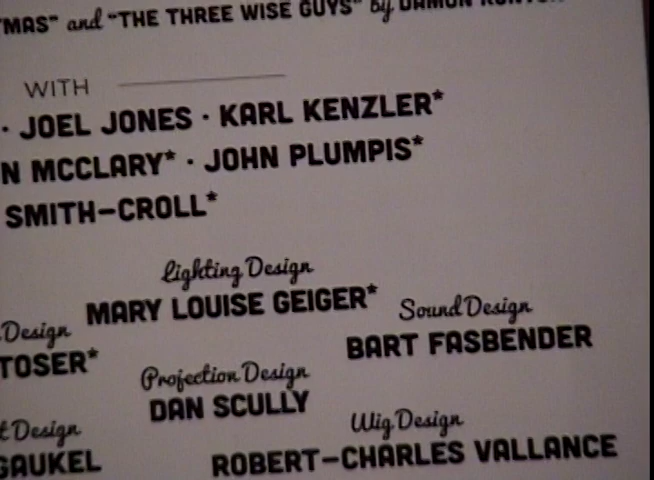 "MAS" and "THE THREE WISE GUYS" by DAMON
WITH
· JOEL JONES · KARL KENZLER*
N MCCLARY* · JOHN PLUMPIS*
SMITH-CROLL*
Lighting Design
MARY LOUISE GEIGER*
Sound Design
BART FASBENDER
Design
TOSER*
Projection Design
DAN SCULLY
t Design
GAUKEL
Wig Design
ROBERT-CHARLES VALLANCE